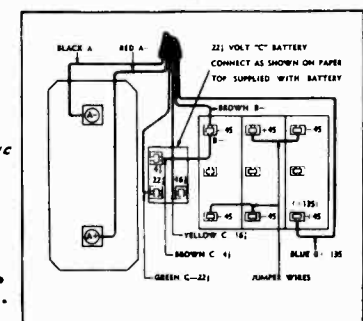 BLACK A RED A-
22½ VOLT "C" BATTERY
CONNECT AS SHOWN ON PAPER
TOP SUPPLIED WITH BATTERY
BROWN B-
A-
- 45 + 45 - 45
B-
4½
22½ 16½
A+
(+135)
+ 45 - 45 + 45
YELLOW C 16½
BROWN C 4½
BLUE B+ 135
GREEN C-22½
JUMPER WIRES